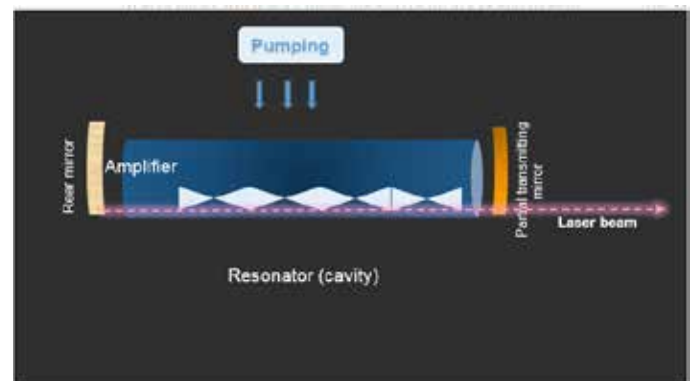 Pumping
Rear mirror
Amplifier
Partial transmitting
mirror
Laser beam
Resonator (cavity)